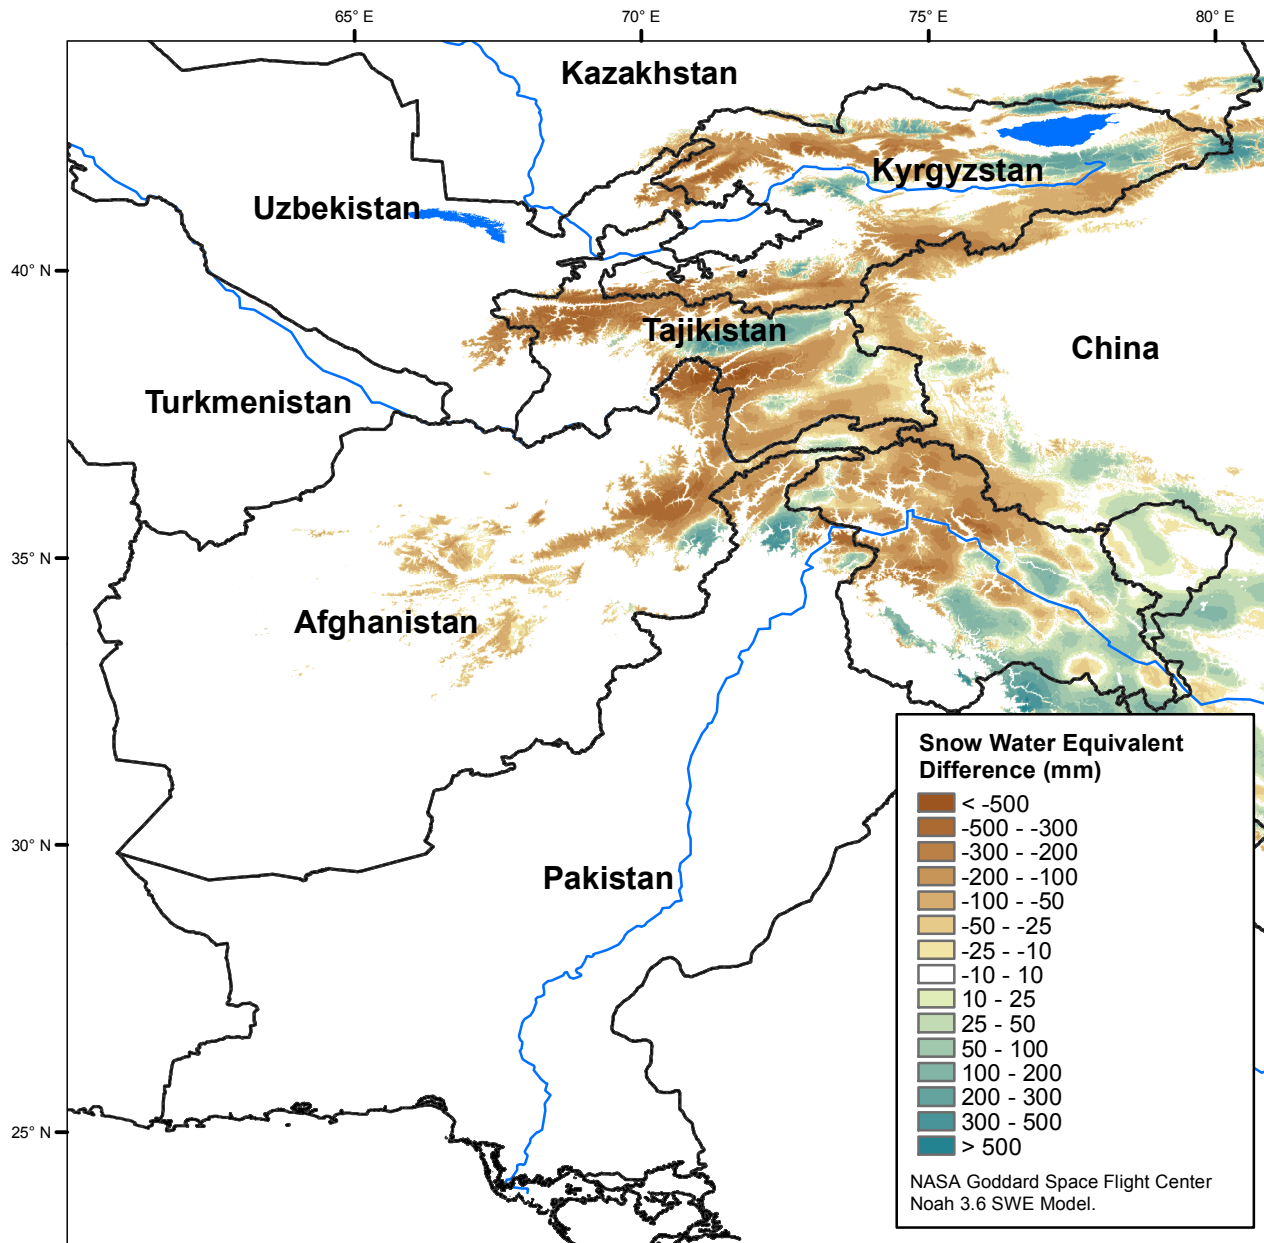 65° E
70° E
75° E
80° E
Kazakhstan
Kyrgyzstan
Uzbekistan
40° N
Tajikistan
China
Turkmenistan
35° N
Afghanistan
30° N
Pakistan
25° N
Snow Water Equivalent
Difference (mm)
< -500
-500 - -300
-300 - -200
-200 - -100
-100 - -50
-50 - -25
-25 - -10
-10 - 10
10 - 25
25 - 50
50 - 100
100 - 200
200 - 300
300 - 500
> 500
NASA Goddard Space Flight Center
Noah 3.6 SWE Model.